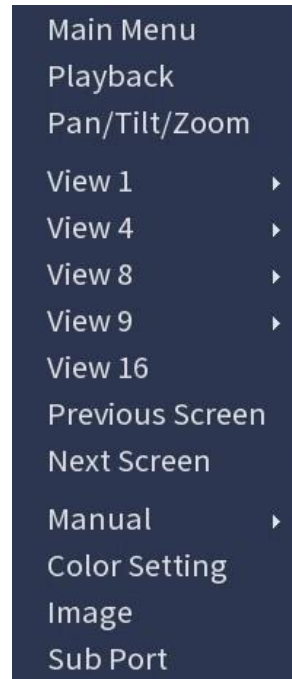 Main Menu
Playback
Pan/Tilt/Zoom
View 1
View 4
View 8
View 9
View 16
Previous Screen
Next Screen
Manual
Color Setting
Image
Sub Port